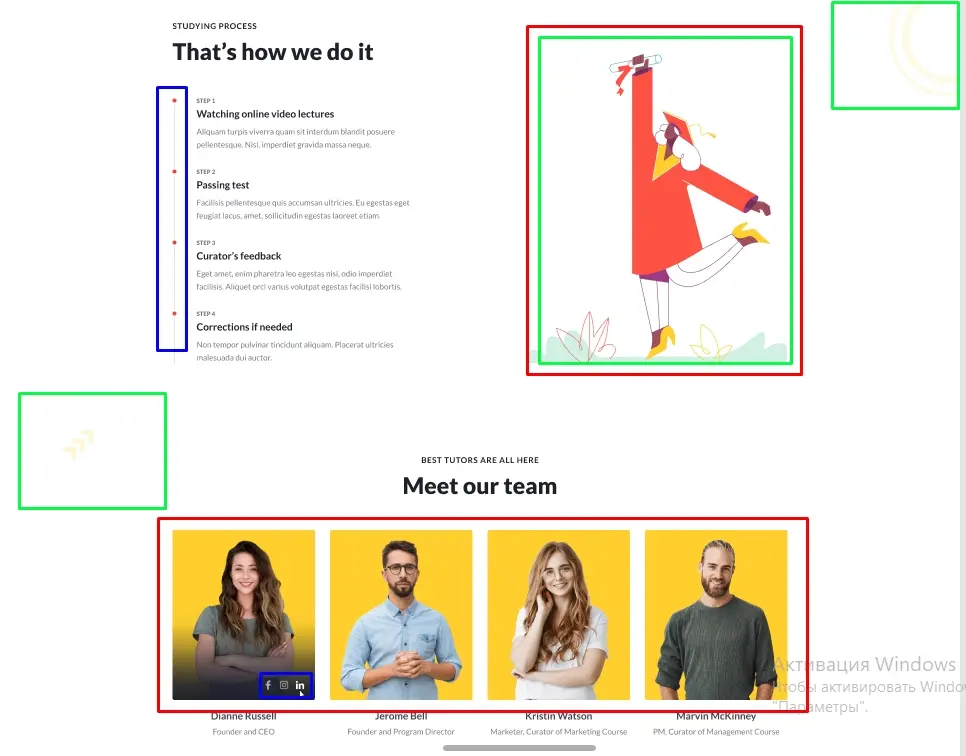 STUDYING PROCESS
That's how we do it
STEP 1
Watching online video lectures
Aliquam turpis viverra quam sit interdum blandit posuere
pellentesque. Nisl, imperdiet gravida massa neque.
STEP 2
Passing test
Facilisis pellentesque quis accumsan ultricies. Eu egestas eget
feugiat lacus, amet, sollicitudin egestas laoreet etiam.
STEP 3
Curator's feedback
Eget amet, enim pharetra leo egestas nisi, odio imperdiet
facilisis. Aliquet orci varius volutpat egestas facilisi lobortis.
STEP 4
Corrections if needed
Non tempor pulvinar tincidunt aliquam. Placerat ultricies
malesuada dui auctor.
BEST TUTORS ARE ALL HERE
Meet our team
f in
Dianne Russell
Founder and CEO
Jerome Bell
Founder and Program Director
Kristin Watson
Marketer, Curator of Marketing Course
Marvin McKinney
PM, Curator of Management Course
Активация Windows
Чтобы активировать Windo
"Параметры".